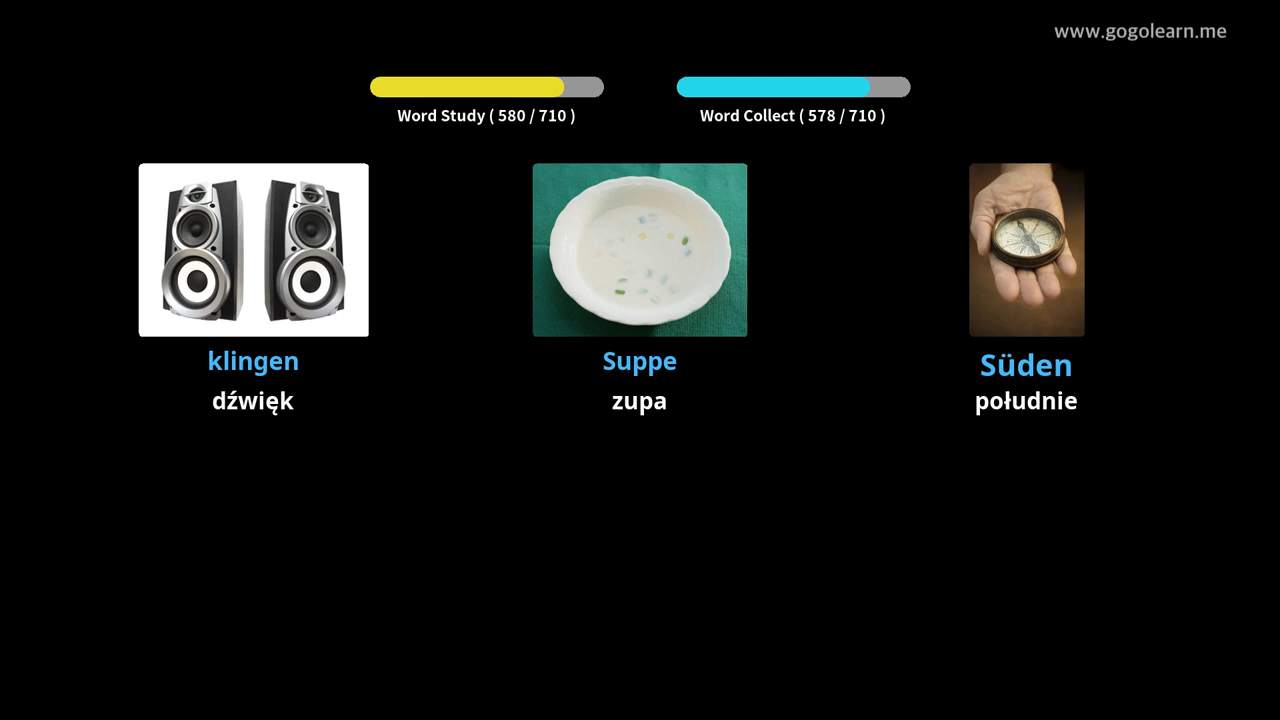 www.gogolearn.me
Word Study ( 580 / 710 )
Word Collect ( 578 / 710 )
klingen
dźwięk
Suppe
zupa
Süden
południe